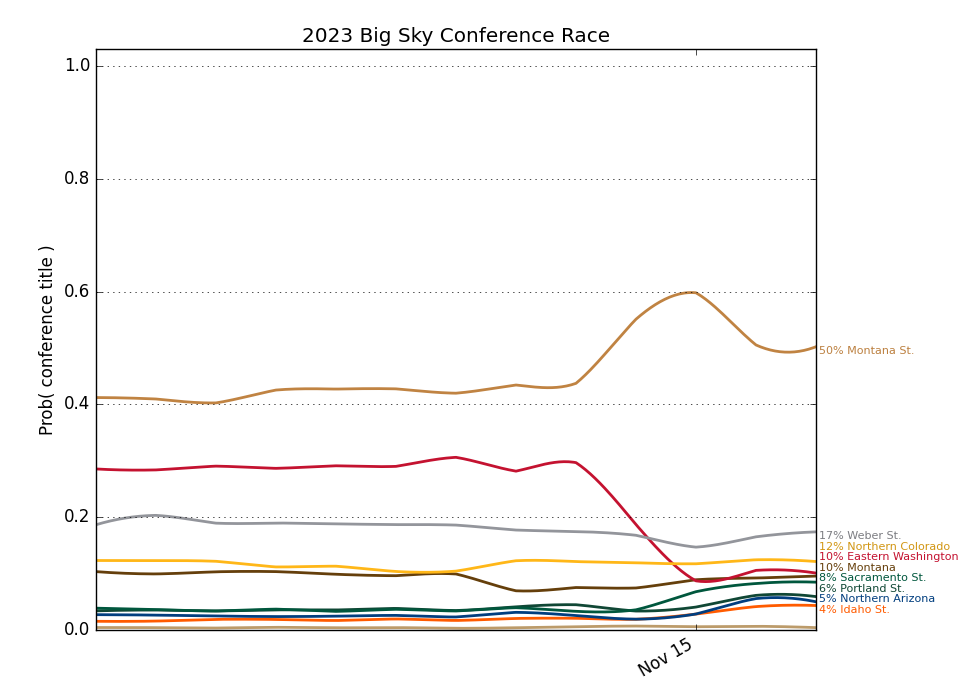 2023 Big Sky Conference Race
1.0
0.8
0.6
0.4
0.2
0.0
Prob( conference title )
50% Montana St.
17% Weber St.
12% Northern Colorado
10% Eastern Washington
10% Montana
8% Sacramento St.
6% Portland St.
5% Northern Arizona
4% Idaho St.
Nov 15